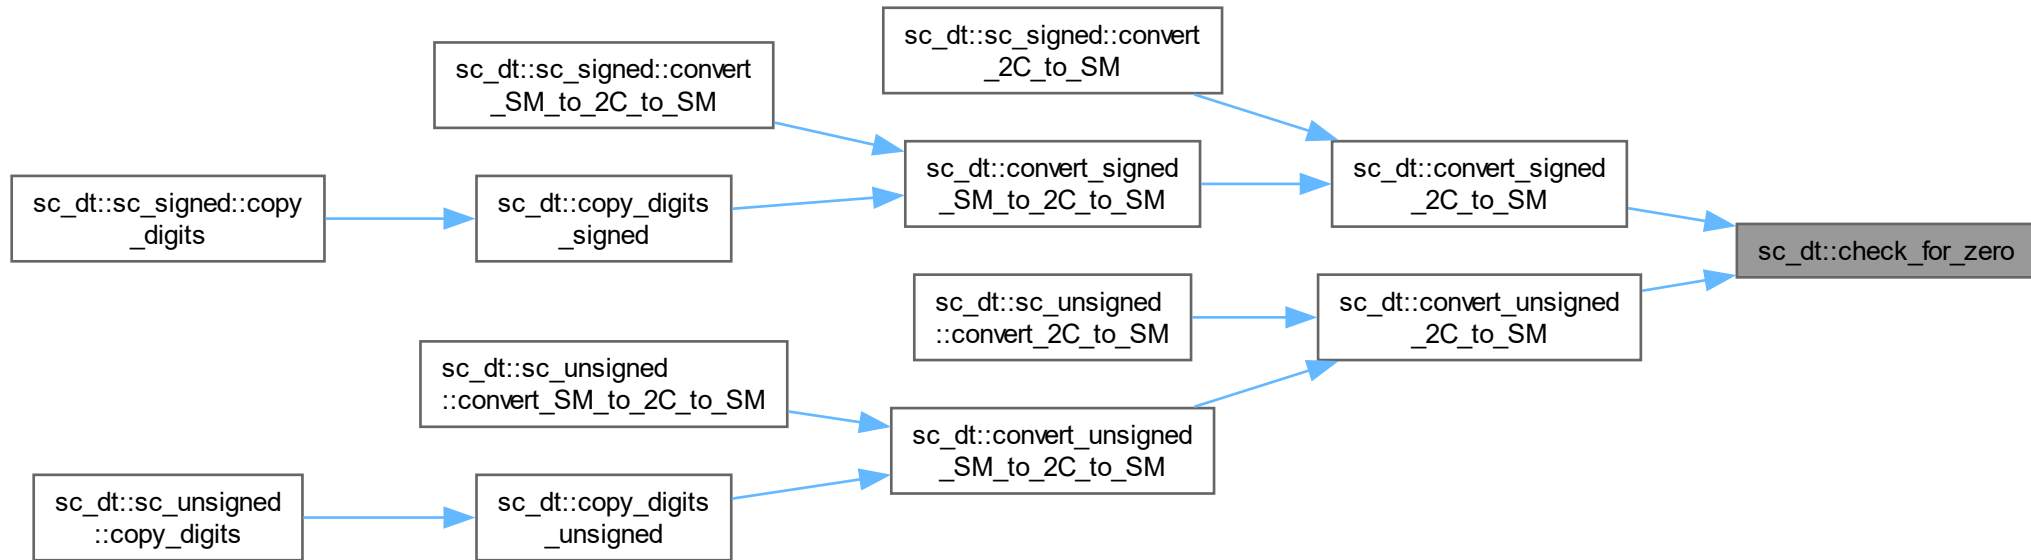 sc_dt::sc_signed::convert
_2C_to_SM
sc_dt::sc_signed::convert
_SM_to_2C_to_SM
sc_dt::convert_signed
_SM_to_2C_to_SM
sc_dt::convert_signed
_2C_to_SM
sc_dt::sc_signed::copy
_digits
sc_dt::copy_digits
_signed
sc_dt::check_for_zero
sc_dt::sc_unsigned
::convert_2C_to_SM
sc_dt::convert_unsigned
_2C_to_SM
sc_dt::sc_unsigned
::convert_SM_to_2C_to_SM
sc_dt::convert_unsigned
_SM_to_2C_to_SM
sc_dt::sc_unsigned
::copy_digits
sc_dt::copy_digits
_unsigned